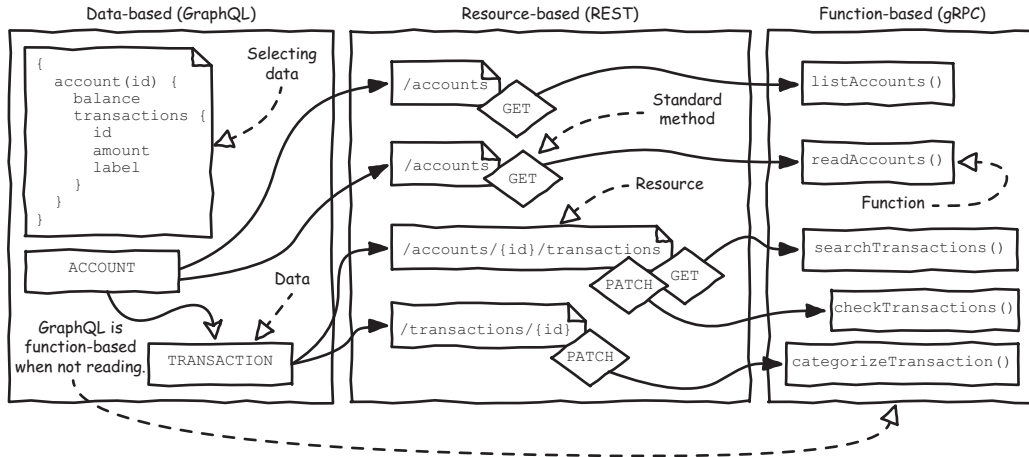 Data-based (GraphQL)
{
account(id) {
balance
transactions {
id
amount
label
}
}
}
Selecting
data
ACCOUNT
Data
GraphQL is
function-based
when not reading.
TRANSACTION
Resource-based (REST)
/accounts
GET
Standard
method
/accounts
GET
Resource
/accounts/{id}/transactions
PATCH
GET
/transactions/{id}
PATCH
Function-based (gRPC)
listAccounts()
readAccounts()
Function
searchTransactions()
checkTransactions()
categorizeTransaction()